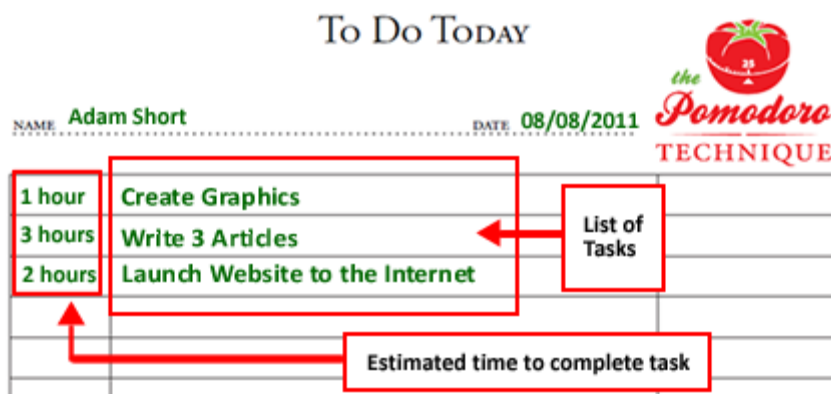 To Do Today
25
the
Pomodoro
TECHNIQUE
NAME Adam Short DATE 08/08/2011
1 hour Create Graphics
3 hours Write 3 Articles
2 hours Launch Website to the Internet
List of
Tasks
Estimated time to complete task